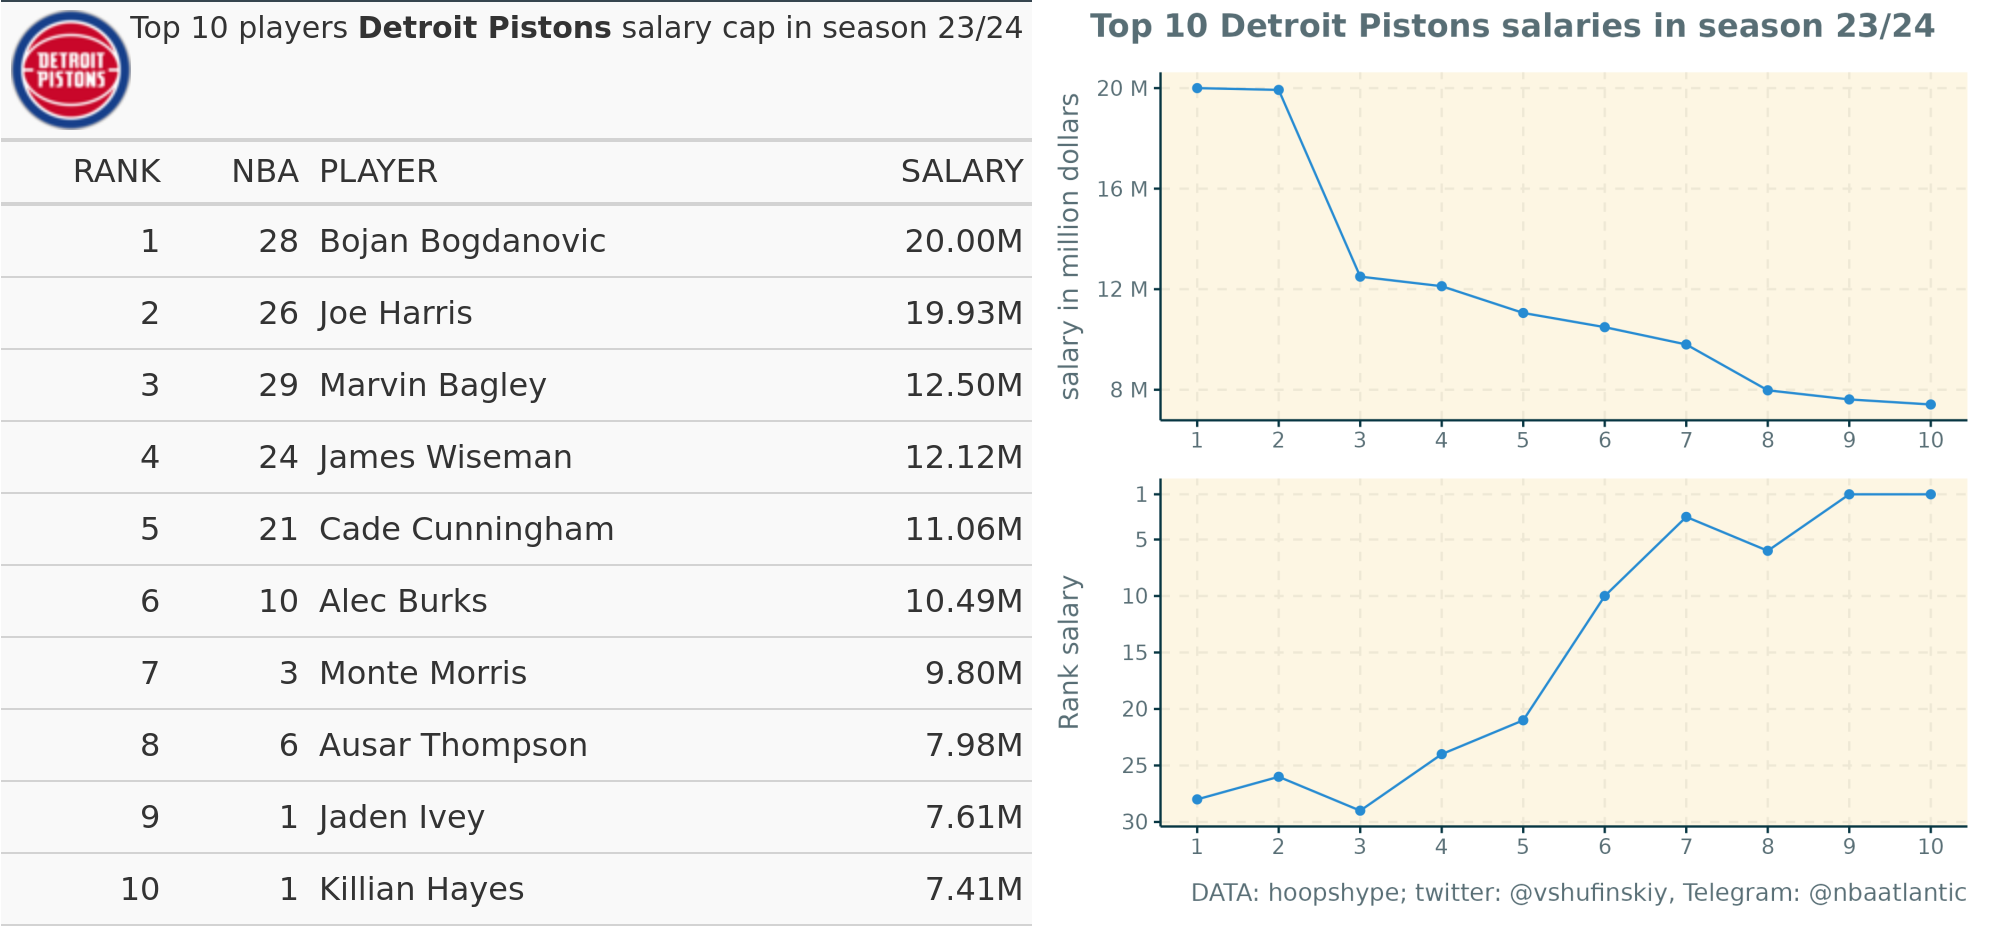 Top 10 players Detroit Pistons salary cap in season 23/24
DETROIT
PISTONS
RANK NBA PLAYER SALARY
1 28 Bojan Bogdanovic 20.00M
2 26 Joe Harris 19.93M
3 29 Marvin Bagley 12.50M
4 24 James Wiseman 12.12M
5 21 Cade Cunningham 11.06M
6 10 Alec Burks 10.49M
7 3 Monte Morris 9.80M
8 6 Ausar Thompson 7.98M
9 1 Jaden Ivey 7.61M
10 1 Killian Hayes 7.41M
Top 10 Detroit Pistons salaries in season 23/24
salary in million dollars
20 M
16 M
12 M
8 M
1 2 3 4 5 6 7 8 9 10
Rank salary
1
5
10
15
20
25
30
1 2 3 4 5 6 7 8 9 10
DATA: hoopshype; twitter: @vshufinskiy, Telegram: @nbaatlantic